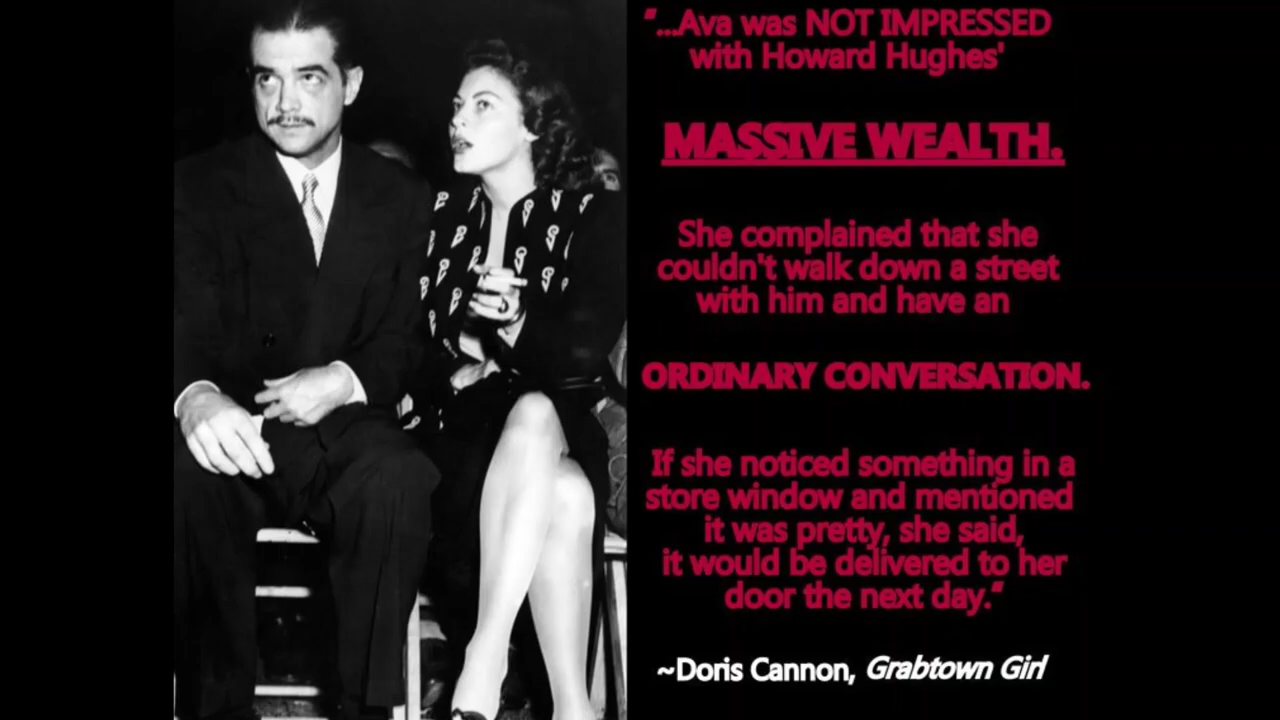 “...Ava was NOT IMPRESSED
with Howard Hughes'
MASSIVE WEALTH.
She complained that she
couldn't walk down a street
with him and have an
ORDINARY CONVERSATION.
If she noticed something in a
store window and mentioned
it was pretty, she said,
it would be delivered to her
door the next day.“
~Doris Cannon, Grabtown Girl